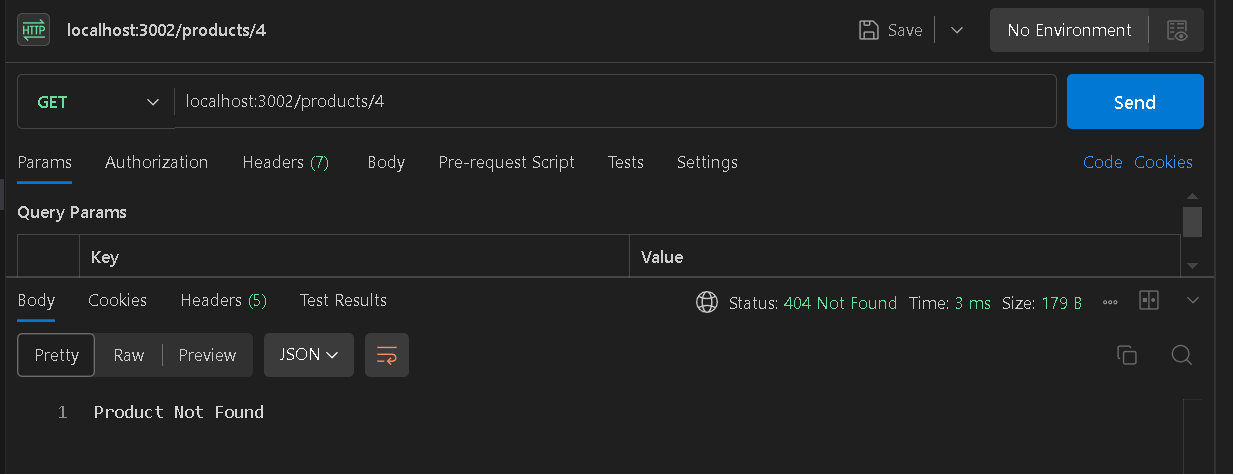 HTTP localhost:3002/products/4 Save No Environment
GET localhost:3002/products/4 Send
Params Authorization Headers (7) Body Pre-request Script Tests Settings Code Cookies
Query Params
Key Value
Body Cookies Headers (5) Test Results Status: 404 Not Found Time: 3 ms Size: 179 B
Pretty Raw Preview JSON
1 Product Not Found